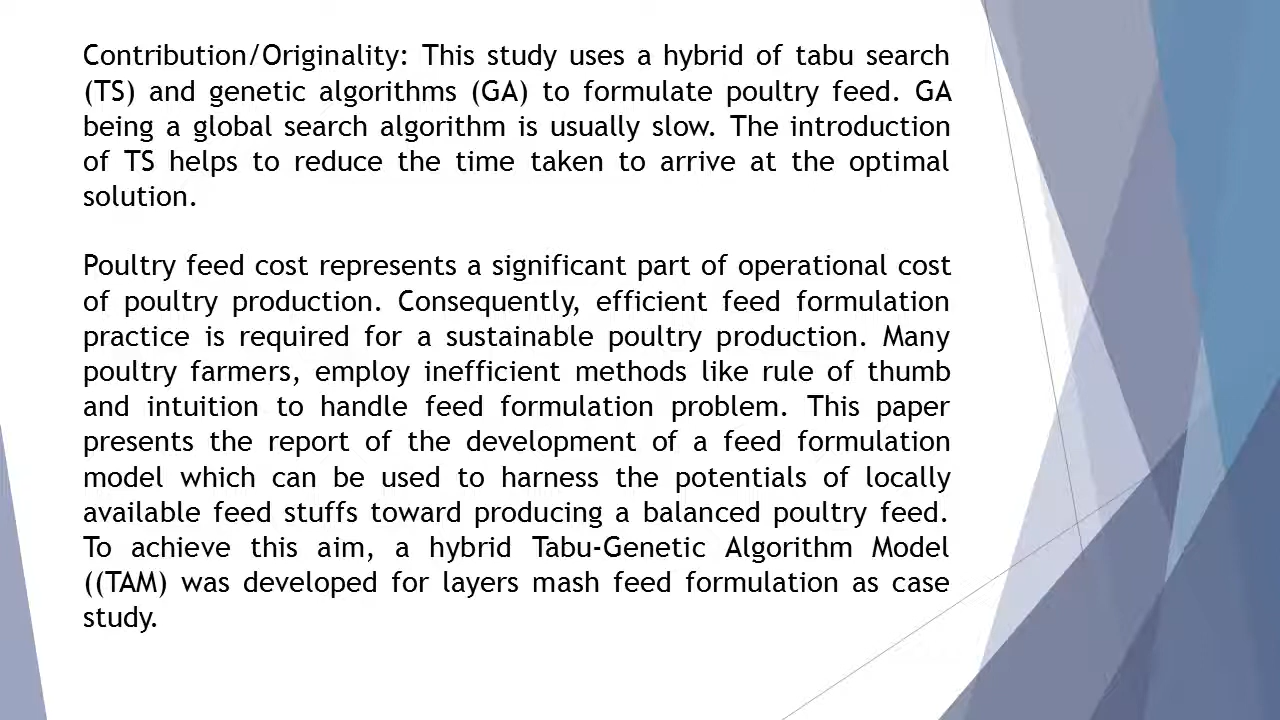 Contribution/Originality: This study uses a hybrid of tabu search
(TS) and genetic algorithms (GA) to formulate poultry feed. GA
being a global search algorithm is usually slow. The introduction
of TS helps to reduce the time taken to arrive at the optimal
solution.
Poultry feed cost represents a significant part of operational cost
of poultry production. Consequently, efficient feed formulation
practice is required for a sustainable poultry production. Many
poultry farmers, employ inefficient methods like rule of thumb
and intuition to handle feed formulation problem. This paper
presents the report of the development of a feed formulation
model which can be used to harness the potentials of locally
available feed stuffs toward producing a balanced poultry feed.
To achieve this aim, a hybrid Tabu-Genetic Algorithm Model
((TAM) was developed for layers mash feed formulation as case
study.